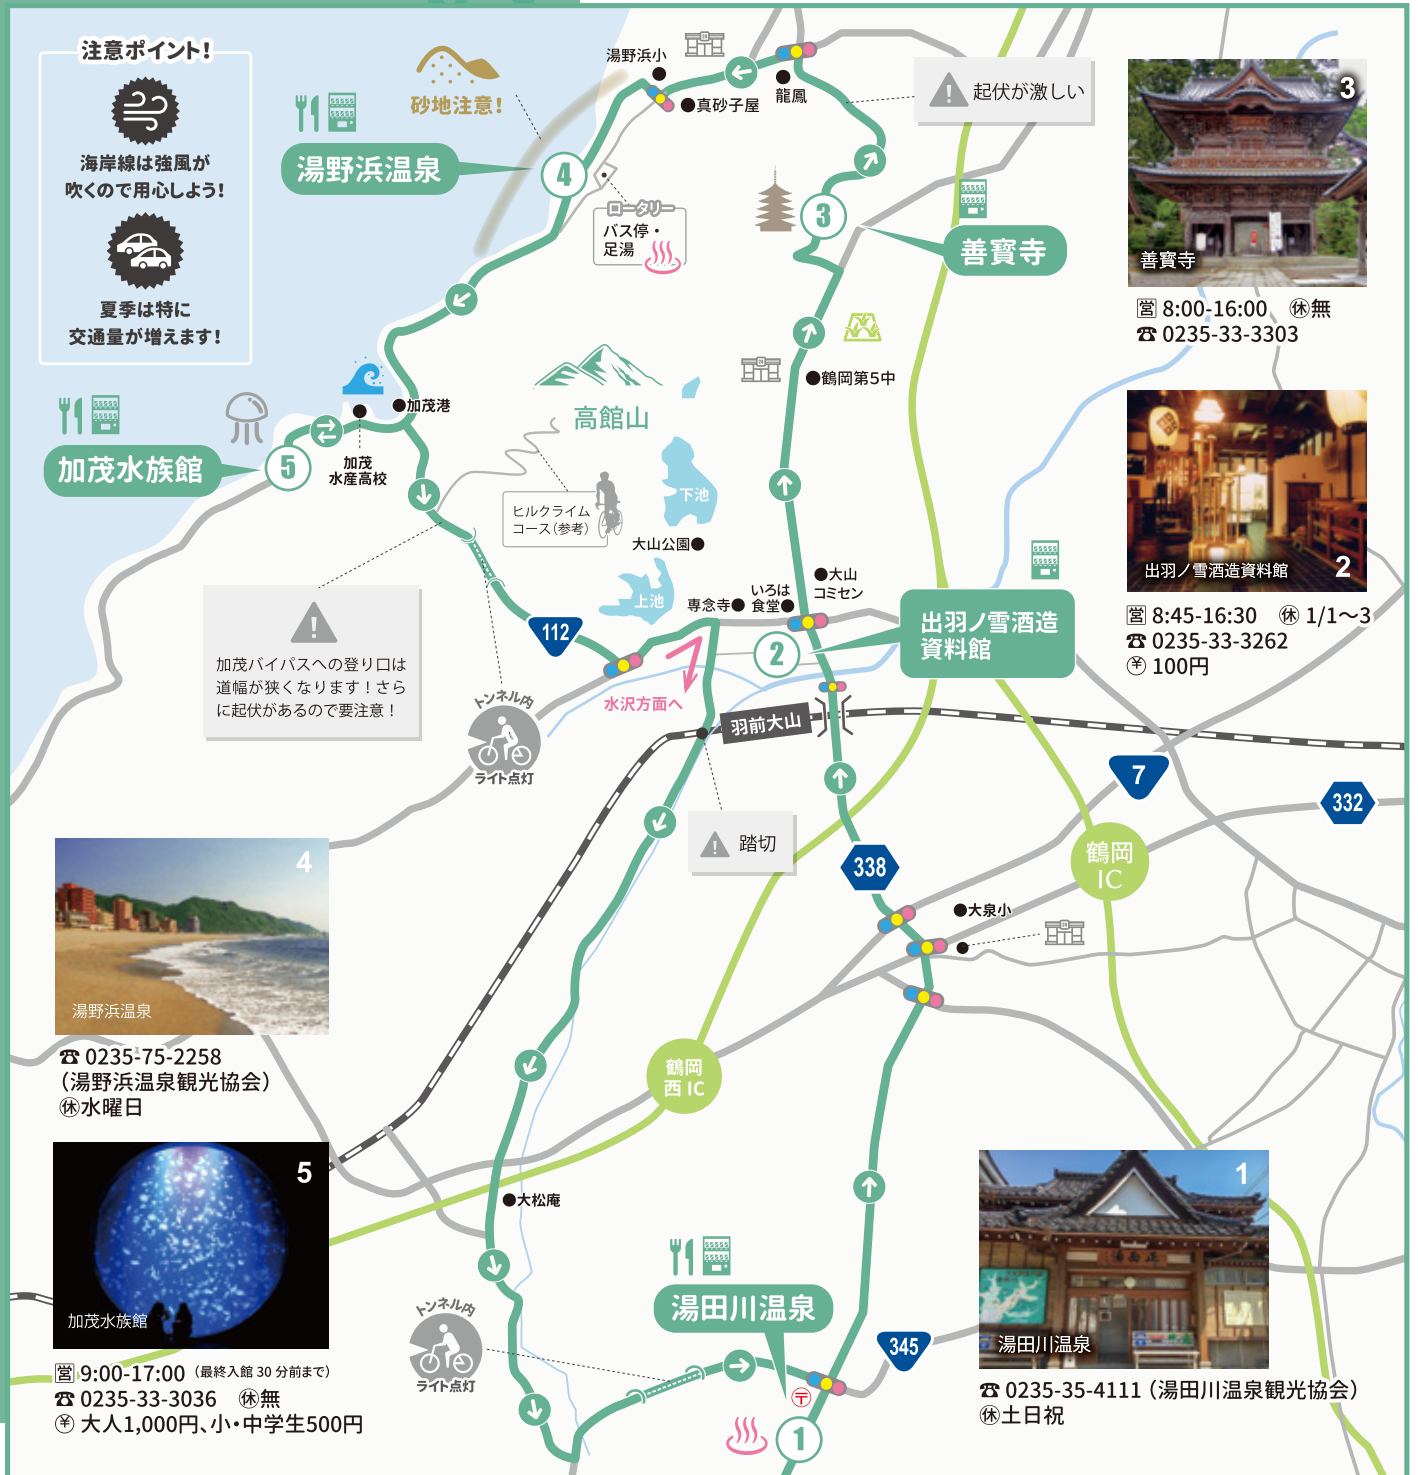 注意ポイント！
海岸線は強風が
吹くので用心しよう！
夏季は特に
交通量が増えます！
砂地注意！
湯野浜温泉
4
湯野浜小
真砂子屋
龍鳳
起伏が激しい
ロータリー
バス停・
足湯
3
善寳寺
3
善寳寺
営 8:00-16:00 休無
☎ 0235-33-3303
鶴岡第5中
高館山
加茂港
加茂
水産高校
加茂水族館
5
ヒルクライム
コース（参考）
下池
大山公園
上池
専念寺
いろは
食堂
大山
コミセン
2
出羽ノ雪酒造
資料館
出羽ノ雪酒造資料館
2
営 8:45-16:30 休 1/1〜3
☎ 0235-33-3262
¥ 100円
加茂バイパスへの登り口は
道幅が狭くなります！さら
に起伏があるので要注意！
112
水沢方面へ
トンネル内
ライト点灯
羽前大山
踏切
7
332
338
鶴岡
IC
大泉小
4
湯野浜温泉
☎ 0235-75-2258
（湯野浜温泉観光協会）
休水曜日
鶴岡
西 IC
5
加茂水族館
営 9:00-17:00（最終入館 30 分前まで）
☎ 0235-33-3036 休無
¥ 大人1,000円、小・中学生500円
大松庵
トンネル内
ライト点灯
湯田川温泉
345
〒
1
1
湯田川温泉
☎ 0235-35-4111（湯田川温泉観光協会）
休土日祝